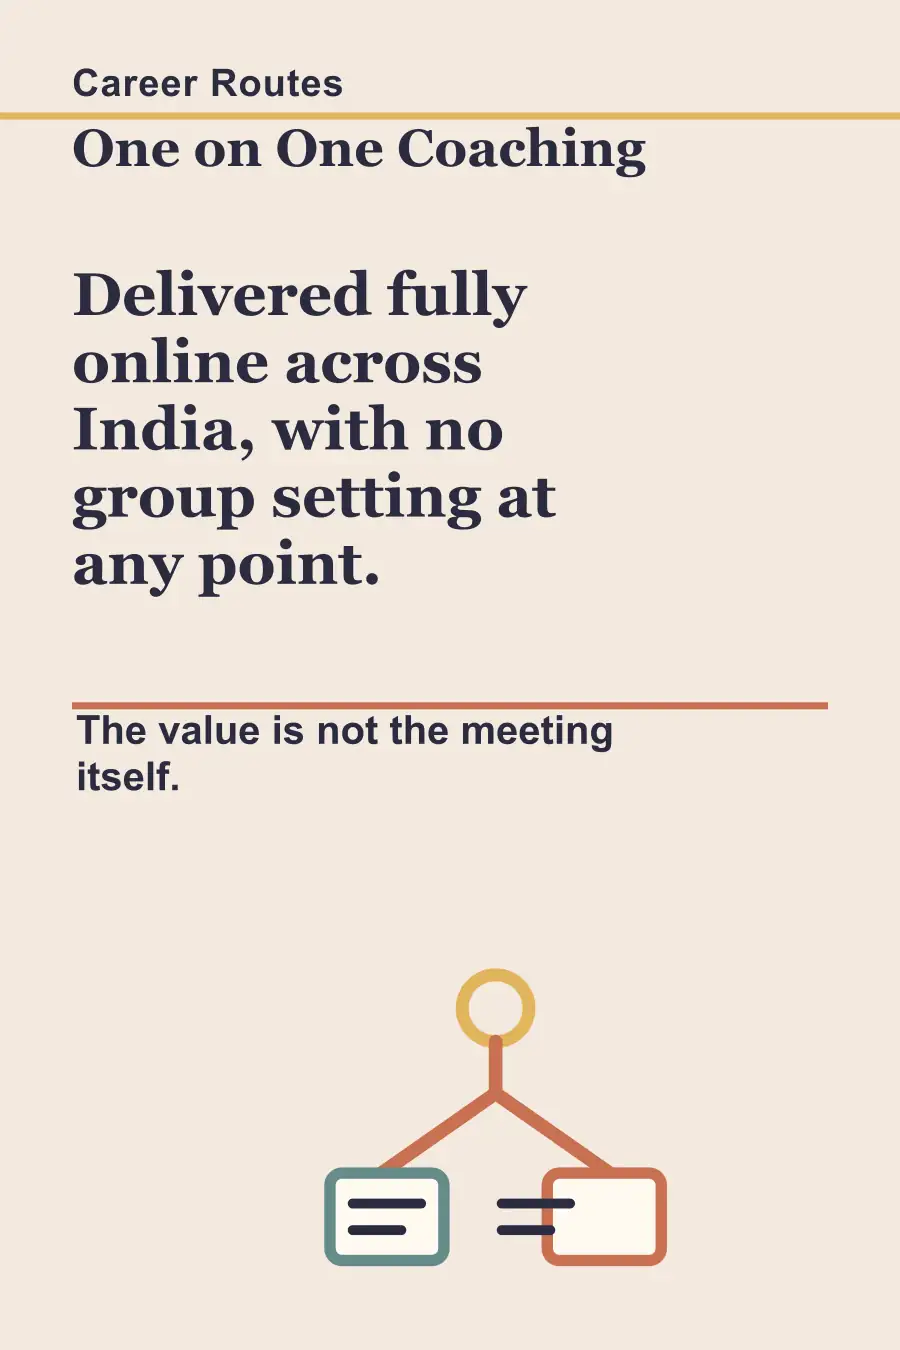 Career Routes
One on One Coaching
Delivered fully
online across
India, with no
group setting at
any point.
The value is not the meeting
itself.